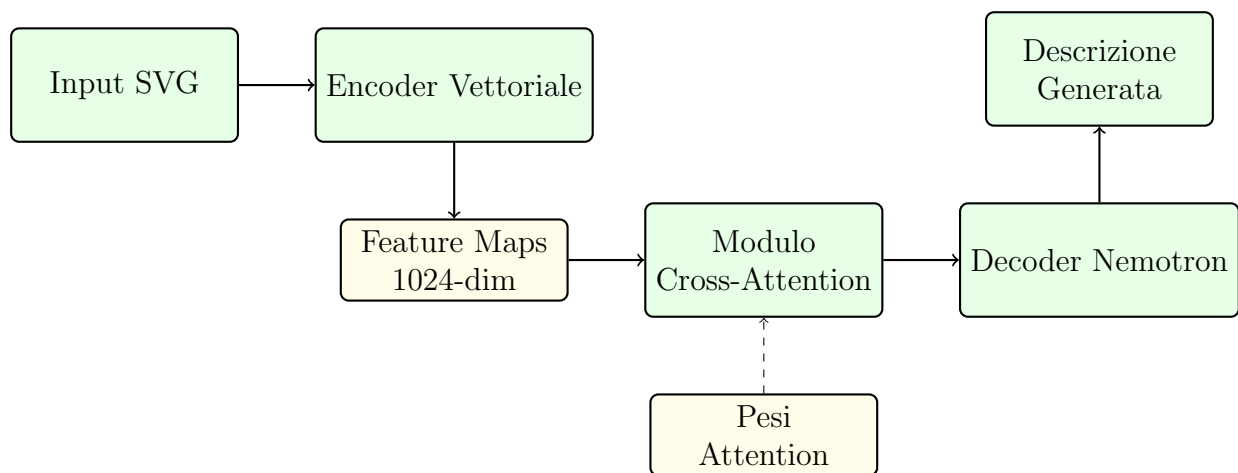 Input SVG
Encoder Vettoriale
Descrizione
Generata
Feature Maps
1024-dim
Modulo
Cross-Attention
Decoder Nemotron
Pesi
Attention